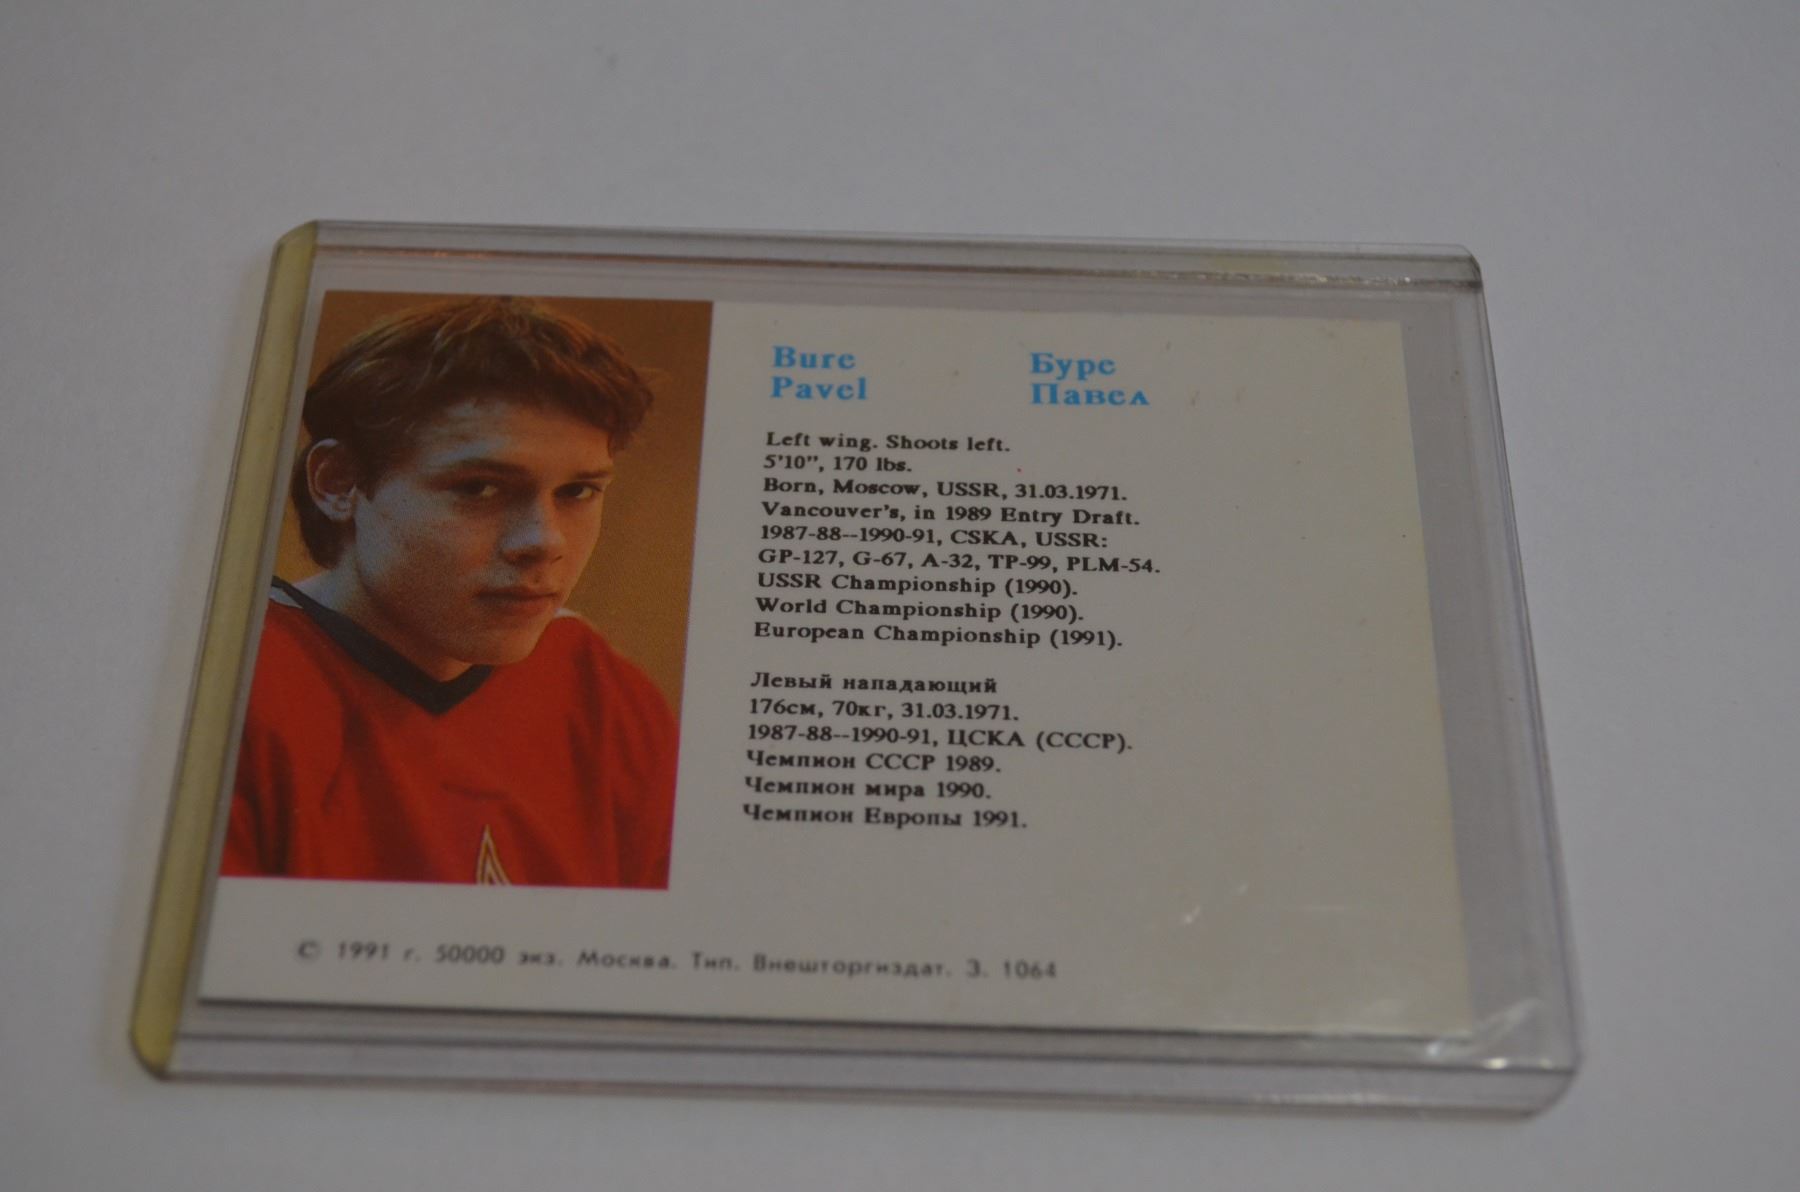 Bure
Pavel
Буре
Павел
Left wing. Shoots left.
5'10", 170 lbs.
Born, Moscow, USSR, 31.03.1971.
Vancouver's, in 1989 Entry Draft.
1987-88--1990-91, CSKA, USSR:
GP-127, G-67, A-32, TP-99, PLM-54.
USSR Championship (1990).
World Championship (1990).
European Championship (1991).
Левый нападающий
176см, 70кг, 31.03.1971.
1987-88--1990-91, ЦСКА (СССР).
Чемпион СССР 1989.
Чемпион мира 1990.
Чемпион Европы 1991.
© 1991 г. 50000 экз. Москва. Тип. Внешторгиздат. З. 1064